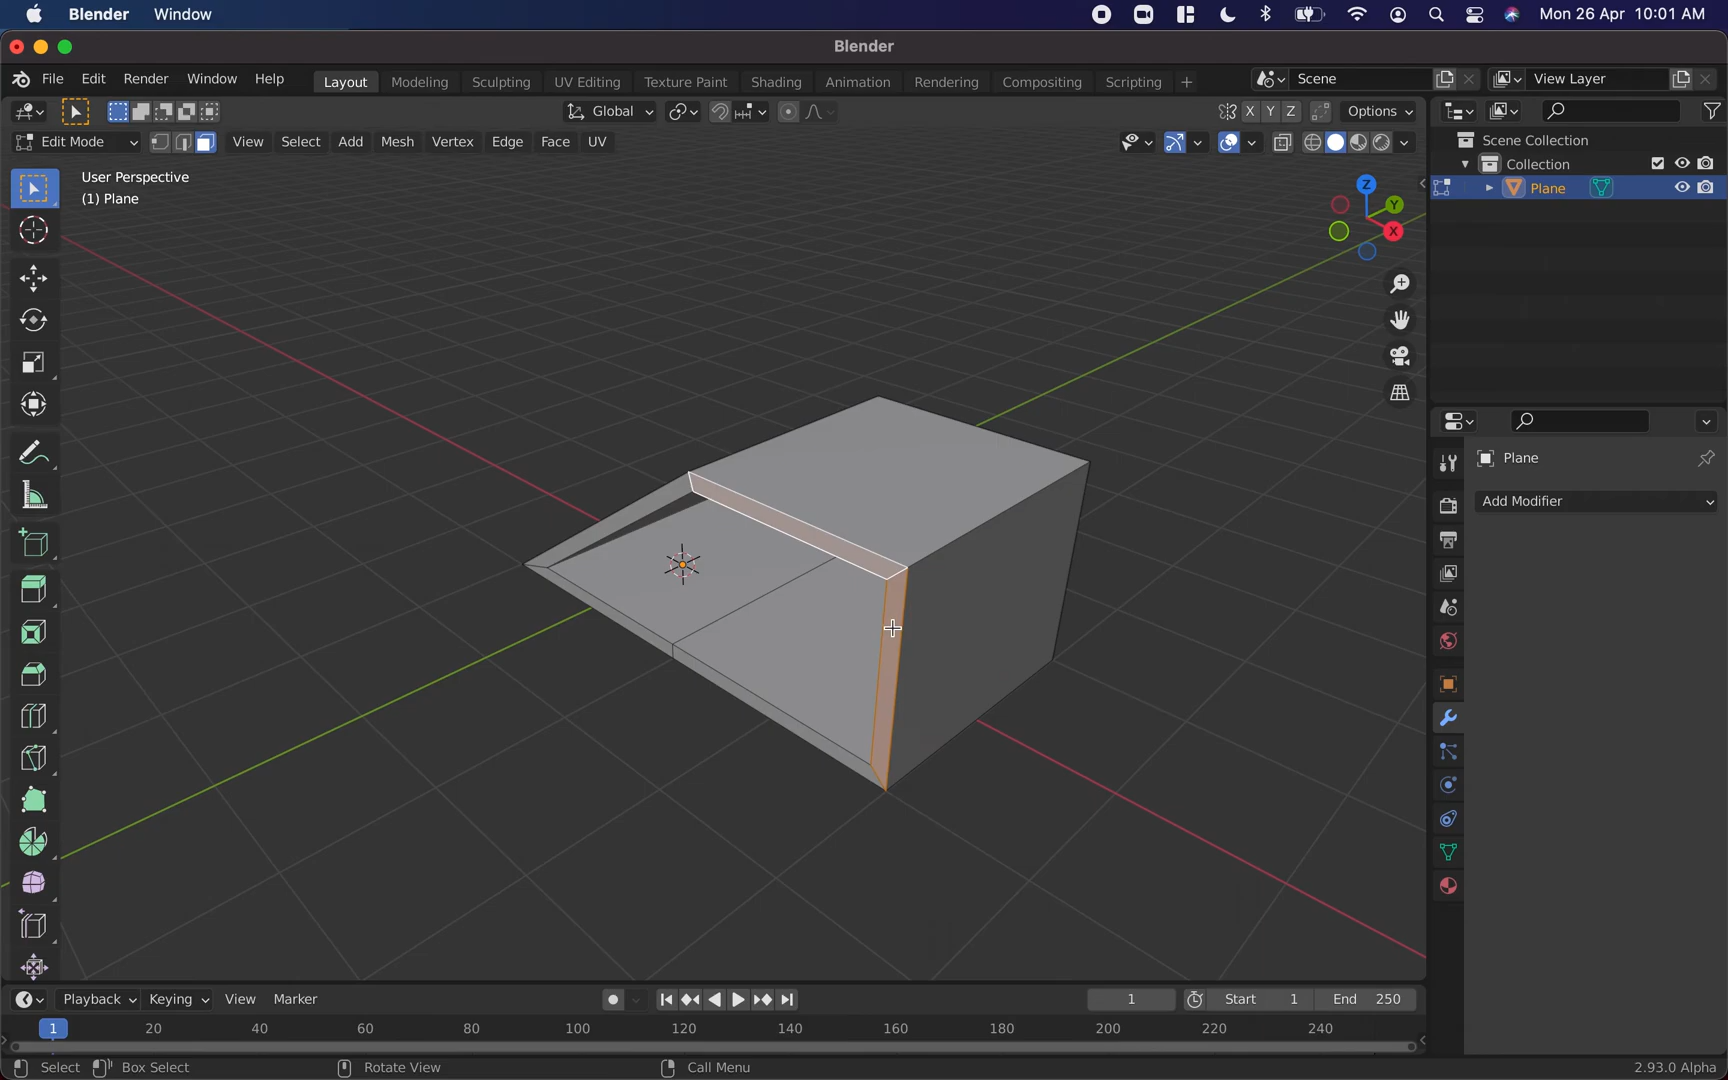 Blender Window Mon 26 Apr 10:01 AM
Blender
File Edit Render Window Help Layout Modeling Sculpting UV Editing Texture Paint Shading Animation Rendering Compositing Scripting + Scene View Layer
Global X Y Z Options
Edit Mode View Select Add Mesh Vertex Edge Face UV
Scene Collection
Collection
Plane
User Perspective
(1) Plane
Z
Y
X
Plane
Add Modifier
Playback Keying View Marker 1 Start 1 End 250
1 20 40 60 80 100 120 140 160 180 200 220 240
Select Box Select Rotate View Call Menu 2.93.0 Alpha